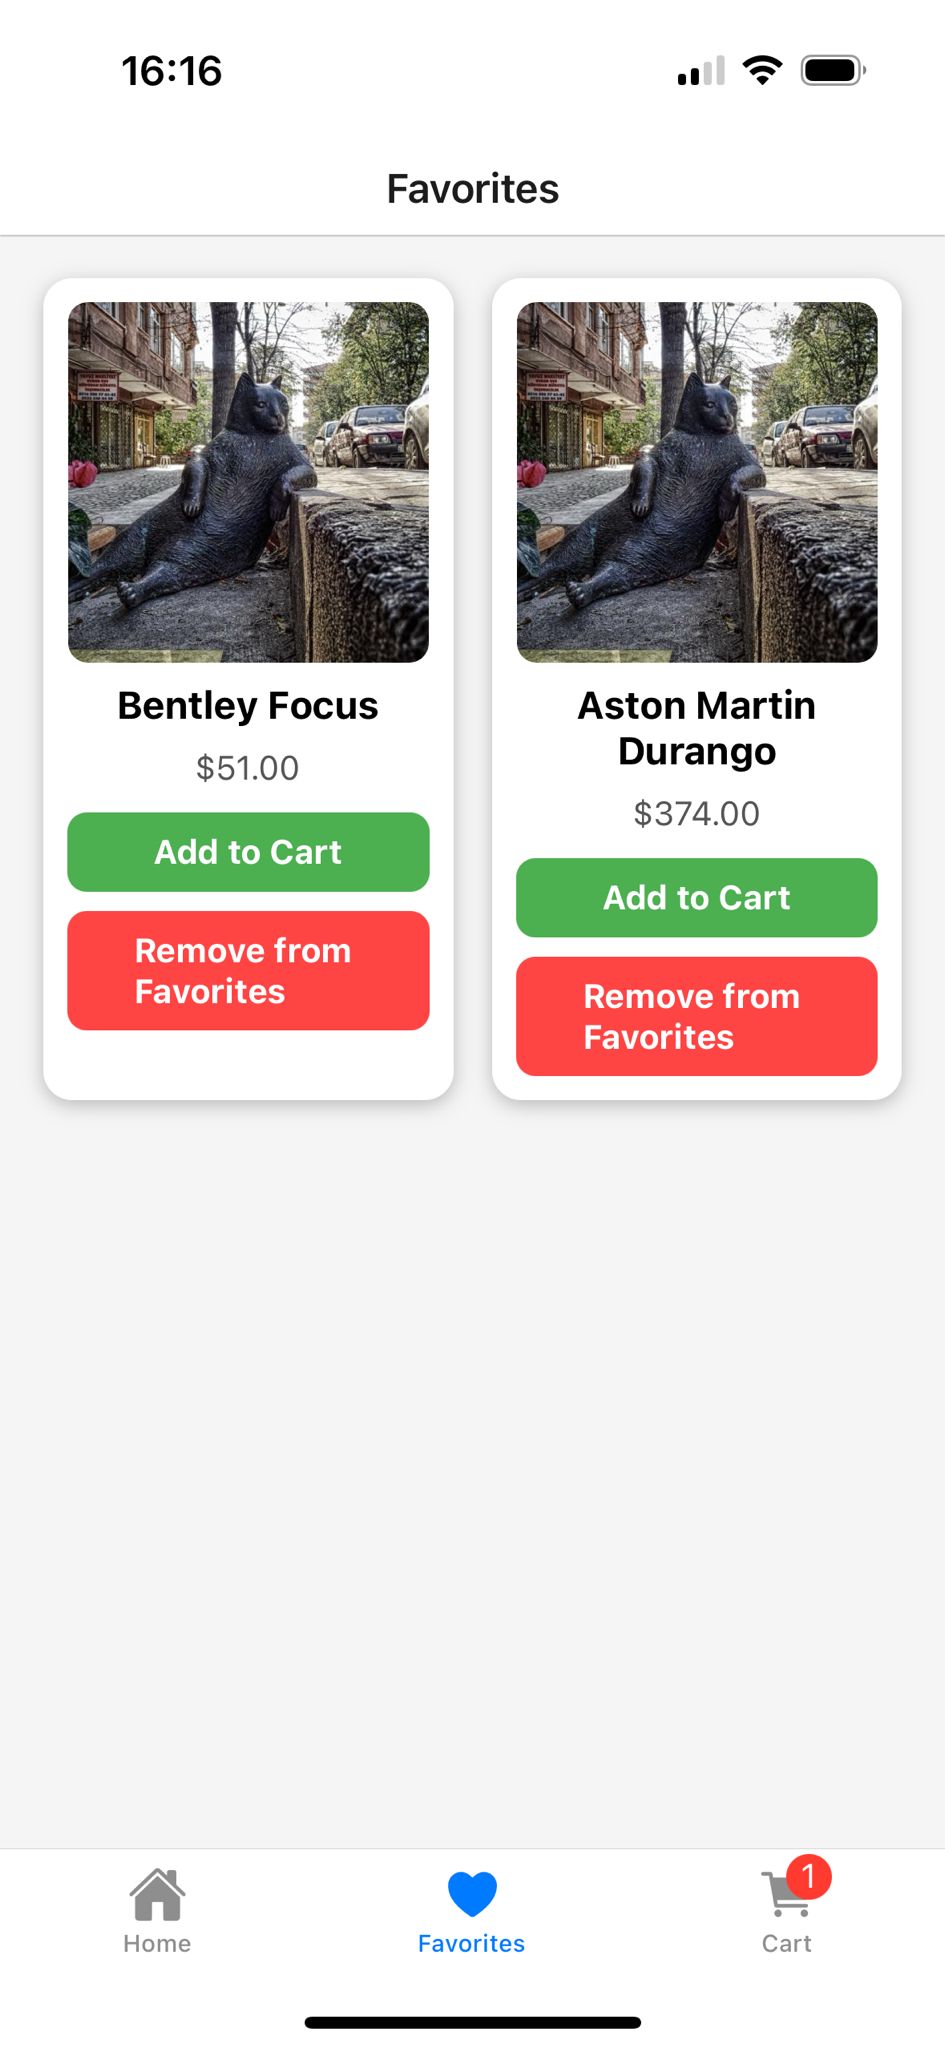 16:16
Favorites
Bentley Focus
$51.00
Add to Cart
Remove from
Favorites
Aston Martin
Durango
$374.00
Add to Cart
Remove from
Favorites
Home
Favorites
1
Cart